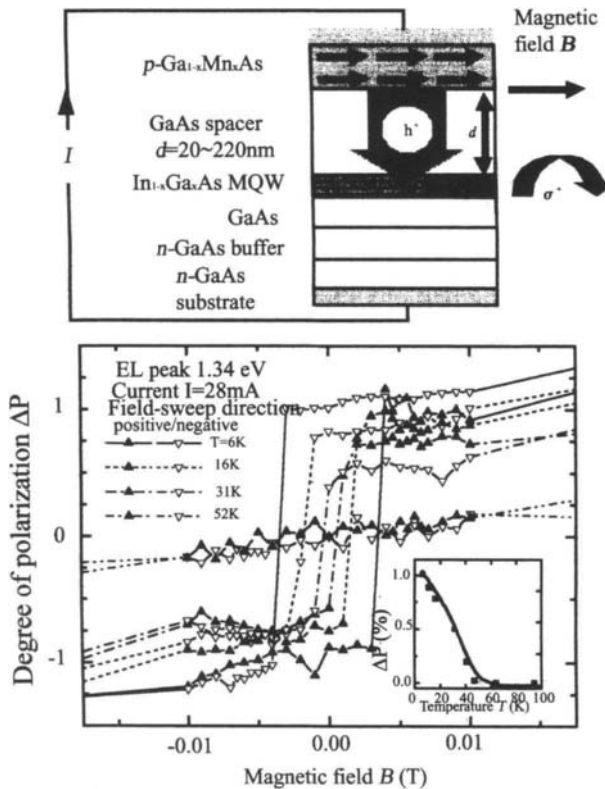 p-Ga₁₋ₓMnₓAs
Magnetic
field B
GaAs spacer
d=20~220nm
h⁺
d
I
In₁₋ₓGaₓAs MQW
σ⁺
GaAs
n-GaAs buffer
n-GaAs
substrate
EL peak 1.34 eV
Current I=28mA
Field-sweep direction
positive/negative
T=6K
16K
31K
52K
Degree of polarization ΔP
1
0
-1
-0.01
0.00
0.01
Magnetic field B (T)
ΔP (%)
1.0
0.5
0.0
0
20
40
60
80
100
Temperature T (K)